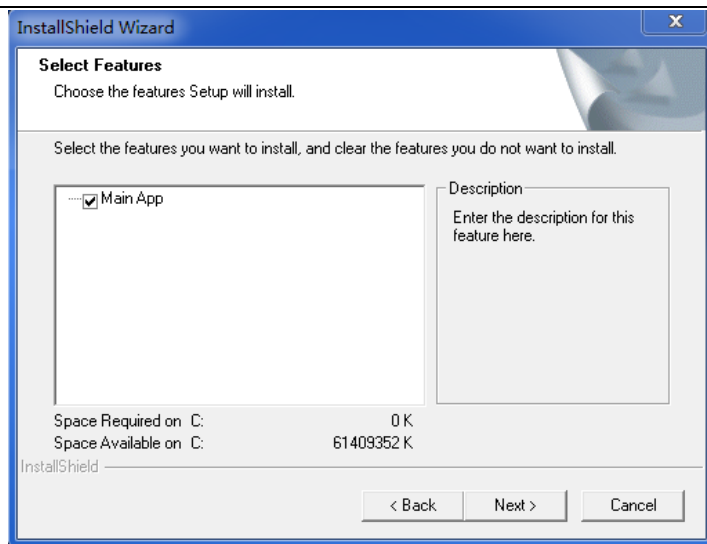 InstallShield Wizard
Select Features
Choose the features Setup will install.
Select the features you want to install, and clear the features you do not want to install.
Main App
Description
Enter the description for this
feature here.
Space Required on C: 0 K
Space Available on C: 61409352 K
InstallShield
< Back Next > Cancel